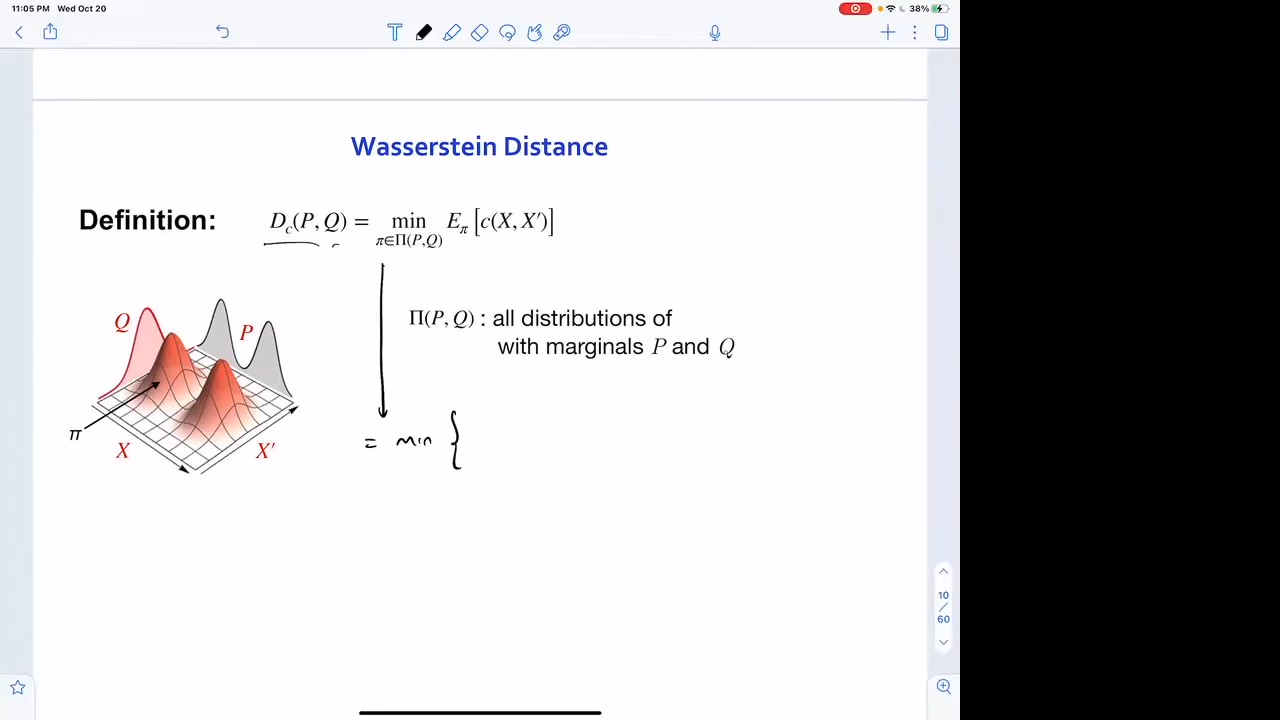 11:05 PM Wed Oct 20
38%
Wasserstein Distance
Definition: D_c(P, Q) = min_{π∈Π(P,Q)} E_π [c(X, X′)]
Π(P, Q) : all distributions of
with marginals P and Q
Q
P
π
X
X′
= min {
10
/
60